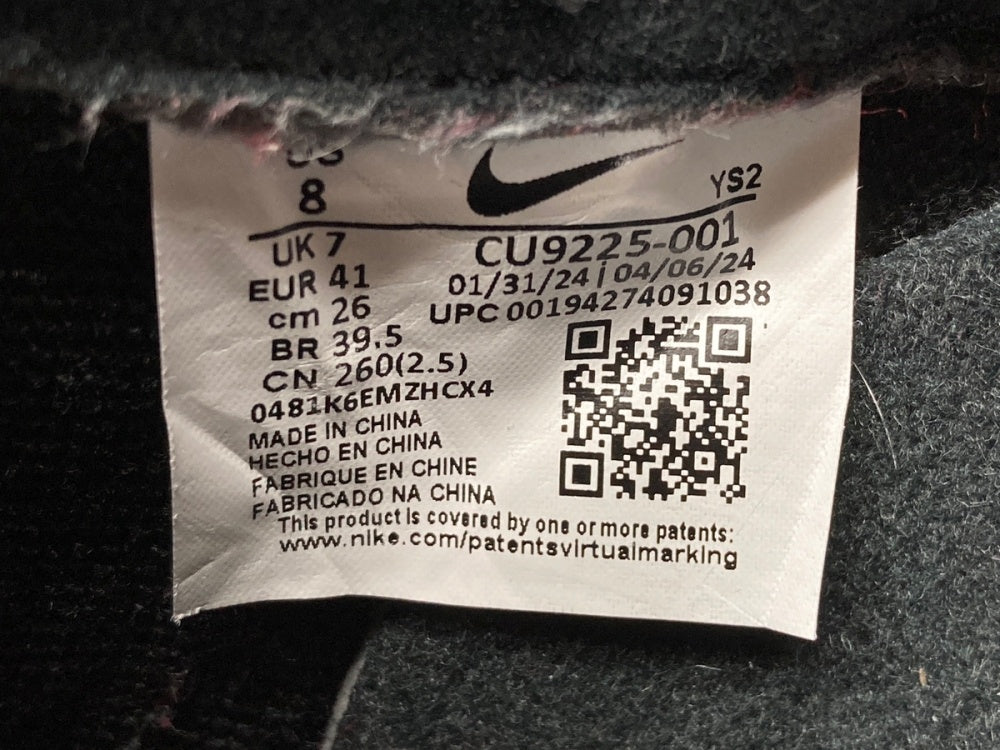 US
8
YS2
UK 7
EUR 41
cm 26
BR 39.5
CN 260(2.5)
0481K6EMZHCX4
MADE IN CHINA
HECHO EN CHINA
FABRIQUE EN CHINE
FABRICADO NA CHINA
CU9225-001
01/31/24 | 04/06/24
UPC 00194274091038
This product is covered by one or more patents:
www.nike.com/patentsvirtualmarking